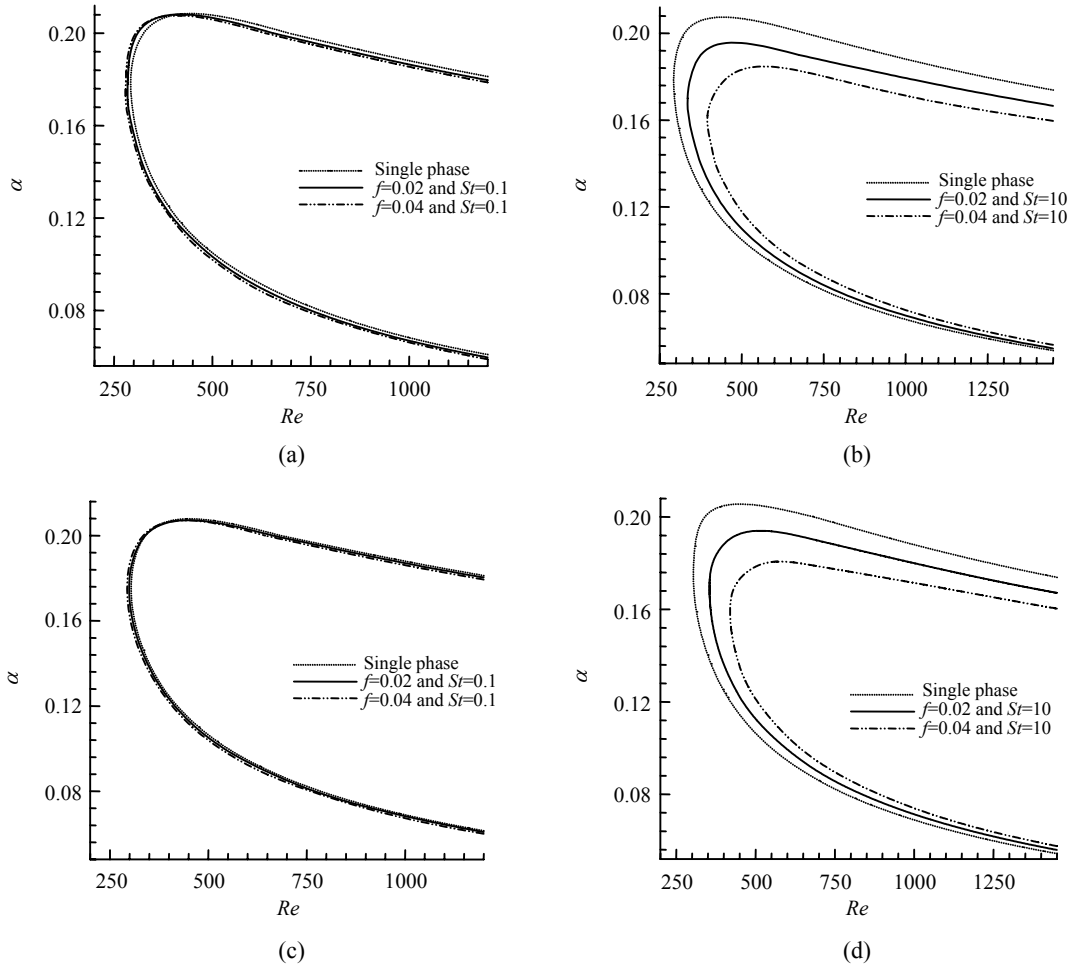 0.20
0.16
0.12
0.08
α
250 500 750 1000
Re
Single phase
f=0.02 and St=0.1
f=0.04 and St=0.1
(a)
0.20
0.16
0.12
0.08
α
250 500 750 1000 1250
Re
Single phase
f=0.02 and St=10
f=0.04 and St=10
(b)
0.20
0.16
0.12
0.08
α
250 500 750 1000
Re
Single phase
f=0.02 and St=0.1
f=0.04 and St=0.1
(c)
0.20
0.16
0.12
0.08
α
250 500 750 1000 1250
Re
Single phase
f=0.02 and St=10
f=0.04 and St=10
(d)